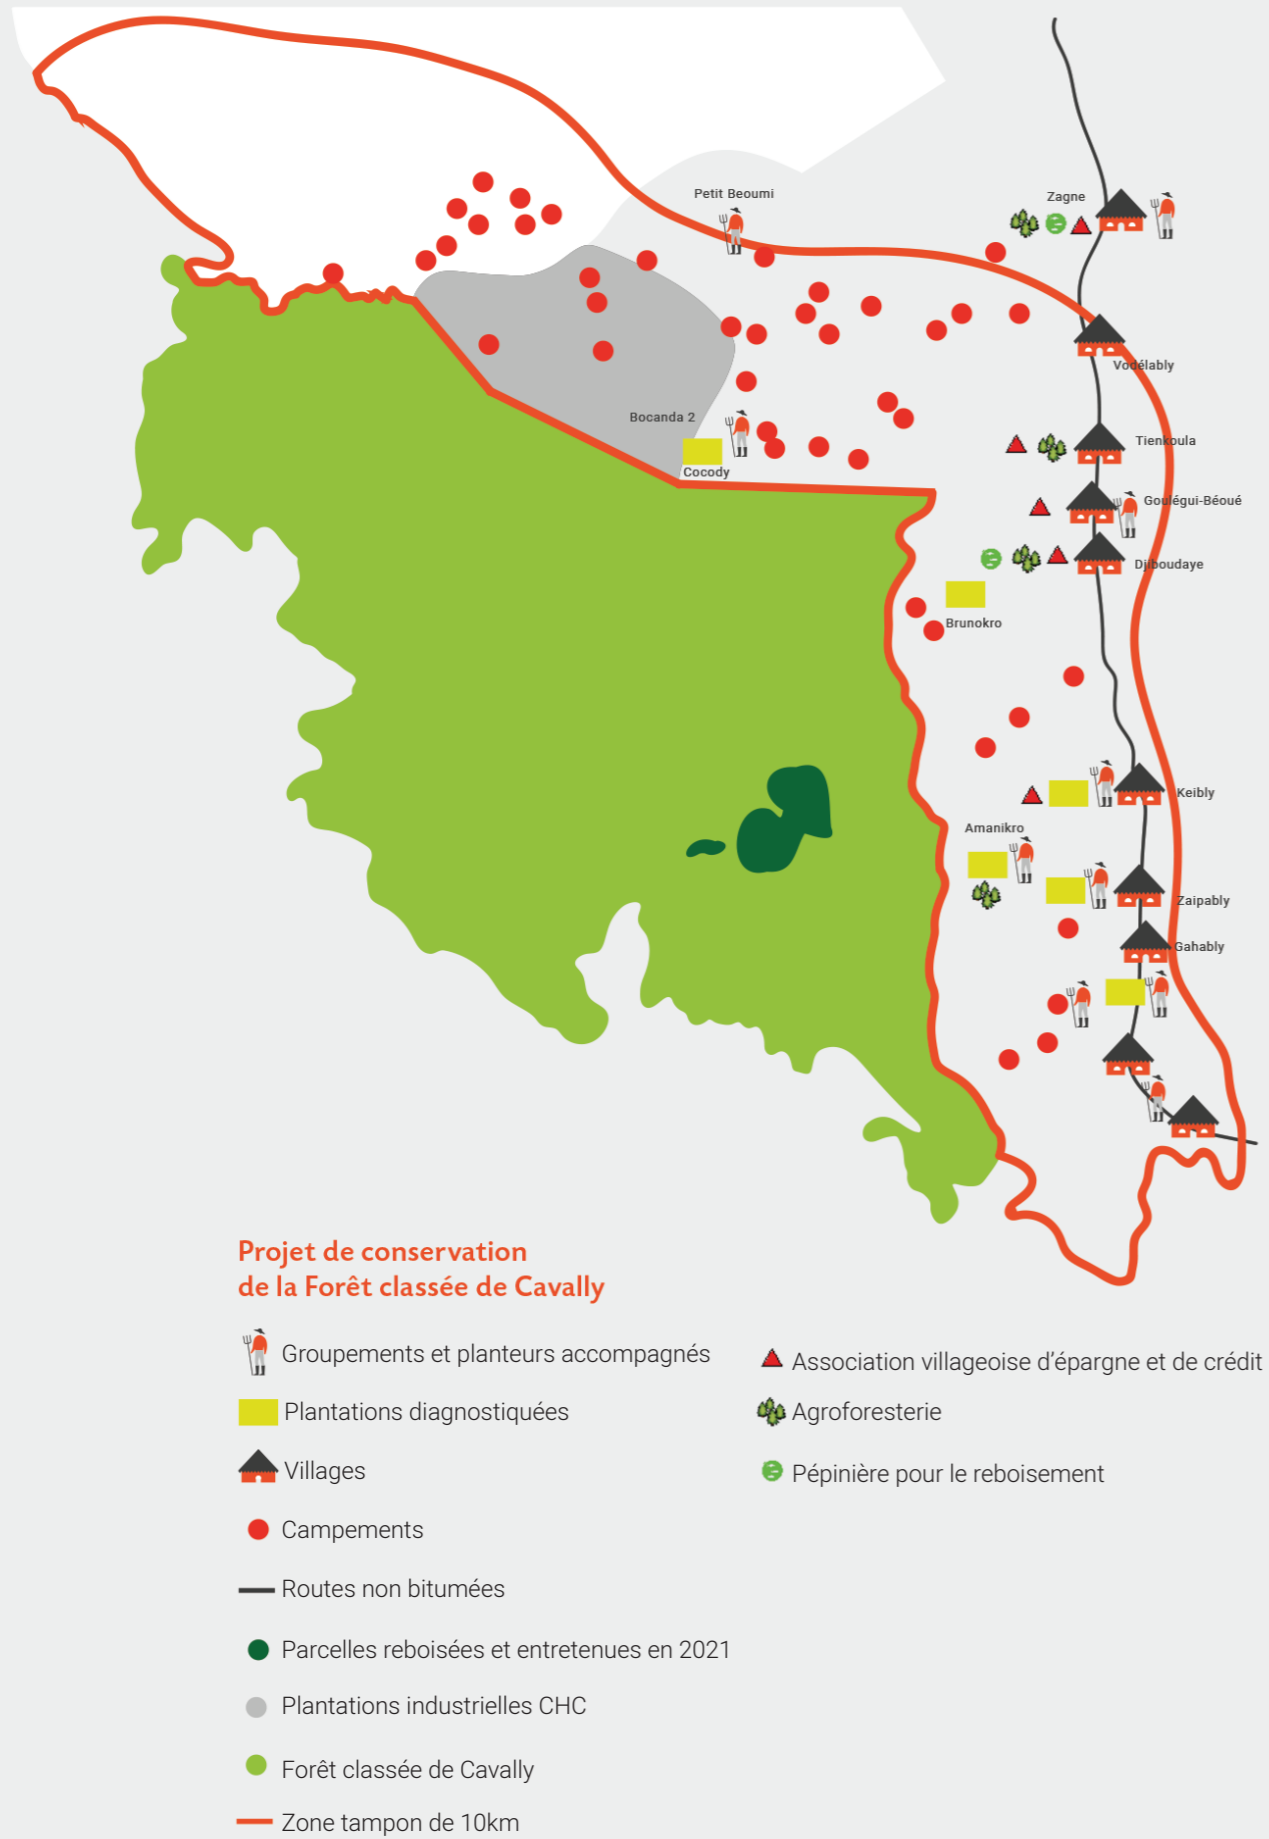 Petit Beoumi
Zagne
Vodélably
Bocanda 2
Cocody
Tienkoula
Goulégui-Béoué
Djiboudaye
Brunokro
Keibly
Amanikro
Zaipably
Gahably
Projet de conservation
de la Forêt classée de Cavally
Groupements et planteurs accompagnés
Plantations diagnostiquées
Villages
Campements
Routes non bitumées
Parcelles reboisées et entretenues en 2021
Plantations industrielles CHC
Forêt classée de Cavally
Zone tampon de 10km
Association villageoise d'épargne et de crédit
Agroforesterie
Pépinière pour le reboisement